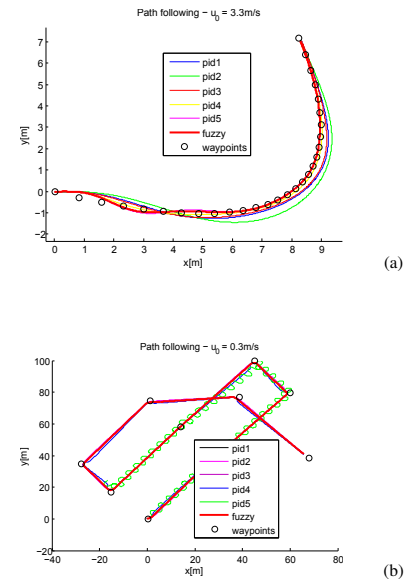 Path following − u0 = 3.3m/s
7
6
5
4
3
2
1
0
−1
−2
y[m]
pid1
pid2
pid3
pid4
pid5
fuzzy
waypoints
0 1 2 3 4 5 6 7 8 9
x[m]
(a)
Path following − u0 = 0.3m/s
100
80
60
40
20
0
−20
y[m]
pid1
pid2
pid3
pid4
pid5
fuzzy
waypoints
−40 −20 0 20 40 60 80
x[m]
(b)